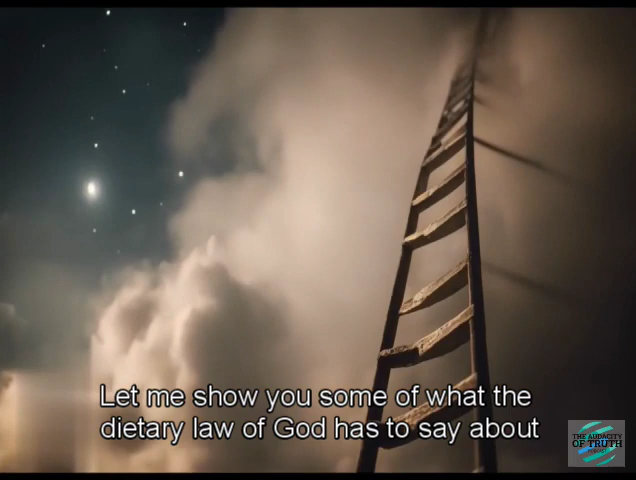 Let me show you some of what the
dietary law of God has to say about
THE AUDACITY
OF TRUTH
PODCAST